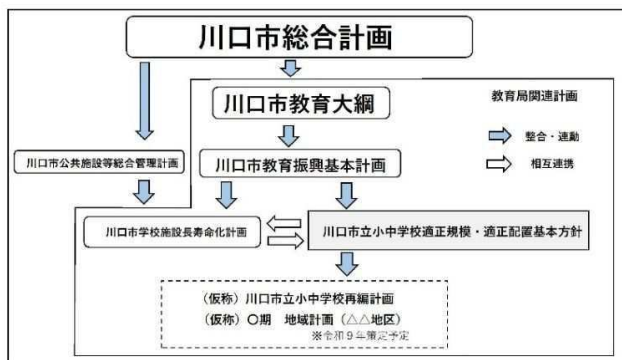 川口市総合計画
川口市教育大綱
教育局関連計画
整合・連動
相互連携
川口市公共施設等総合管理計画
川口市教育振興基本計画
川口市学校施設長寿命化計画
川口市立小中学校適正規模・適正配置基本方針
(仮称)川口市立小中学校再編計画
(仮称)〇期 地域計画(△△地区)
※令和9年策定予定